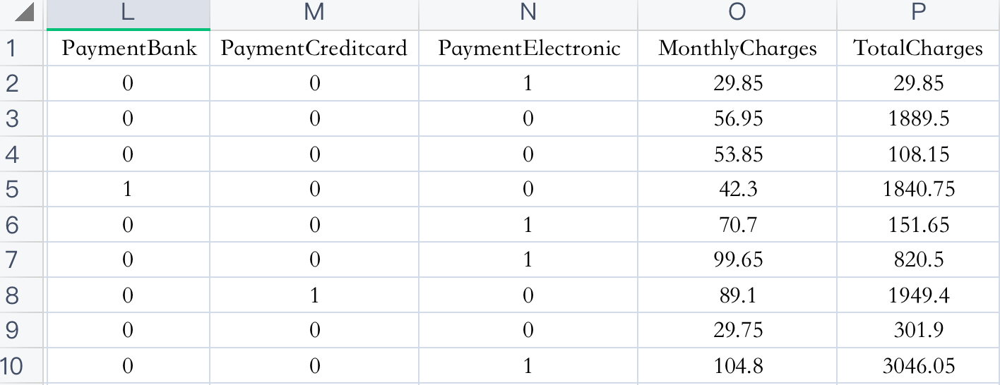 L M N O P
1 PaymentBank PaymentCreditcard PaymentElectronic MonthlyCharges TotalCharges
2 0 0 1 29.85 29.85
3 0 0 0 56.95 1889.5
4 0 0 0 53.85 108.15
5 1 0 0 42.3 1840.75
6 0 0 1 70.7 151.65
7 0 0 1 99.65 820.5
8 0 1 0 89.1 1949.4
9 0 0 0 29.75 301.9
10 0 0 1 104.8 3046.05